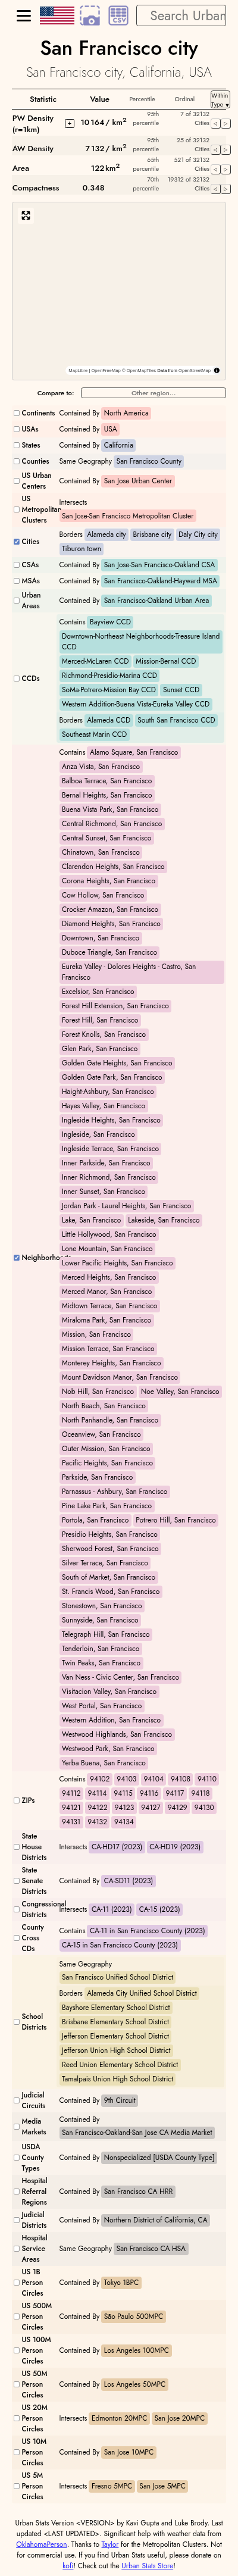 CSV
Search Urban
San Francisco city
San Francisco city, California, USA
Statistic Value Percentile Ordinal Within Type ▼
PW Density (r=1km) + 10 164 / km2 95th percentile 7 of 32132 Cities
AW Density 7 132 / km2 95th percentile 25 of 32132 Cities
Area 122 km2 65th percentile 521 of 32132 Cities
Compactness 0.348 70th percentile 19312 of 32132 Cities
MapLibre | OpenFreeMap © OpenMapTiles Data from OpenStreetMap
Compare to: Other region...
Continents Contained By North America
USAs Contained By USA
States Contained By California
Counties Same Geography San Francisco County
US Urban Centers Contained By San Jose Urban Center
US Metropolitan Clusters Intersects
San Jose-San Francisco Metropolitan Cluster
Cities Borders Alameda city Brisbane city Daly City city
Tiburon town
CSAs Contained By San Jose-San Francisco-Oakland CSA
MSAs Contained By San Francisco-Oakland-Hayward MSA
Urban Areas Contained By San Francisco-Oakland Urban Area
CCDs Contains Bayview CCD
Downtown-Northeast Neighborhoods-Treasure Island CCD
Merced-McLaren CCD Mission-Bernal CCD
Richmond-Presidio-Marina CCD
SoMa-Potrero-Mission Bay CCD Sunset CCD
Western Addition-Buena Vista-Eureka Valley CCD
Borders Alameda CCD South San Francisco CCD
Southeast Marin CCD
Neighborhoods Contains Alamo Square, San Francisco
Anza Vista, San Francisco
Balboa Terrace, San Francisco
Bernal Heights, San Francisco
Buena Vista Park, San Francisco
Central Richmond, San Francisco
Central Sunset, San Francisco
Chinatown, San Francisco
Clarendon Heights, San Francisco
Corona Heights, San Francisco
Cow Hollow, San Francisco
Crocker Amazon, San Francisco
Diamond Heights, San Francisco
Downtown, San Francisco
Duboce Triangle, San Francisco
Eureka Valley - Dolores Heights - Castro, San Francisco
Excelsior, San Francisco
Forest Hill Extension, San Francisco
Forest Hill, San Francisco
Forest Knolls, San Francisco
Glen Park, San Francisco
Golden Gate Heights, San Francisco
Golden Gate Park, San Francisco
Haight-Ashbury, San Francisco
Hayes Valley, San Francisco
Ingleside Heights, San Francisco
Ingleside, San Francisco
Ingleside Terrace, San Francisco
Inner Parkside, San Francisco
Inner Richmond, San Francisco
Inner Sunset, San Francisco
Jordan Park - Laurel Heights, San Francisco
Lake, San Francisco Lakeside, San Francisco
Little Hollywood, San Francisco
Lone Mountain, San Francisco
Lower Pacific Heights, San Francisco
Merced Heights, San Francisco
Merced Manor, San Francisco
Midtown Terrace, San Francisco
Miraloma Park, San Francisco
Mission, San Francisco
Mission Terrace, San Francisco
Monterey Heights, San Francisco
Mount Davidson Manor, San Francisco
Nob Hill, San Francisco Noe Valley, San Francisco
North Beach, San Francisco
North Panhandle, San Francisco
Oceanview, San Francisco
Outer Mission, San Francisco
Pacific Heights, San Francisco
Parkside, San Francisco
Parnassus - Ashbury, San Francisco
Pine Lake Park, San Francisco
Portola, San Francisco Potrero Hill, San Francisco
Presidio Heights, San Francisco
Sherwood Forest, San Francisco
Silver Terrace, San Francisco
South of Market, San Francisco
St. Francis Wood, San Francisco
Stonestown, San Francisco
Sunnyside, San Francisco
Telegraph Hill, San Francisco
Tenderloin, San Francisco
Twin Peaks, San Francisco
Van Ness - Civic Center, San Francisco
Visitacion Valley, San Francisco
West Portal, San Francisco
Western Addition, San Francisco
Westwood Highlands, San Francisco
Westwood Park, San Francisco
Yerba Buena, San Francisco
ZIPs Contains 94102 94103 94104 94108 94110
94112 94114 94115 94116 94117 94118
94121 94122 94123 94127 94129 94130
94131 94132 94134
State House Districts Intersects CA-HD17 (2023) CA-HD19 (2023)
State Senate Districts Contained By CA-SD11 (2023)
Congressional Districts Intersects CA-11 (2023) CA-15 (2023)
County Cross CDs Contains CA-11 in San Francisco County (2023)
CA-15 in San Francisco County (2023)
School Districts Same Geography
San Francisco Unified School District
Borders Alameda City Unified School District
Bayshore Elementary School District
Brisbane Elementary School District
Jefferson Elementary School District
Jefferson Union High School District
Reed Union Elementary School District
Tamalpais Union High School District
Judicial Circuits Contained By 9th Circuit
Media Markets Contained By
San Francisco-Oakland-San Jose CA Media Market
USDA County Types Contained By Nonspecialized [USDA County Type]
Hospital Referral Regions Contained By San Francisco CA HRR
Judicial Districts Contained By Northern District of California, CA
Hospital Service Areas Same Geography San Francisco CA HSA
US 1B Person Circles Contained By Tokyo 1BPC
US 500M Person Circles Contained By São Paulo 500MPC
US 100M Person Circles Contained By Los Angeles 100MPC
US 50M Person Circles Contained By Los Angeles 50MPC
US 20M Person Circles Intersects Edmonton 20MPC San Jose 20MPC
US 10M Person Circles Contained By San Jose 10MPC
US 5M Person Circles Intersects Fresno 5MPC San Jose 5MPC
Urban Stats Version <VERSION> by Kavi Gupta and Luke Brody. Last
updated <LAST UPDATED>. Significant help with weather data from
OklahomaPerson. Thanks to Taylor for the Metropolitan Clusters. Not
for commercial use. If you find Urban Stats useful, please donate on
kofi! Check out the Urban Stats Store!